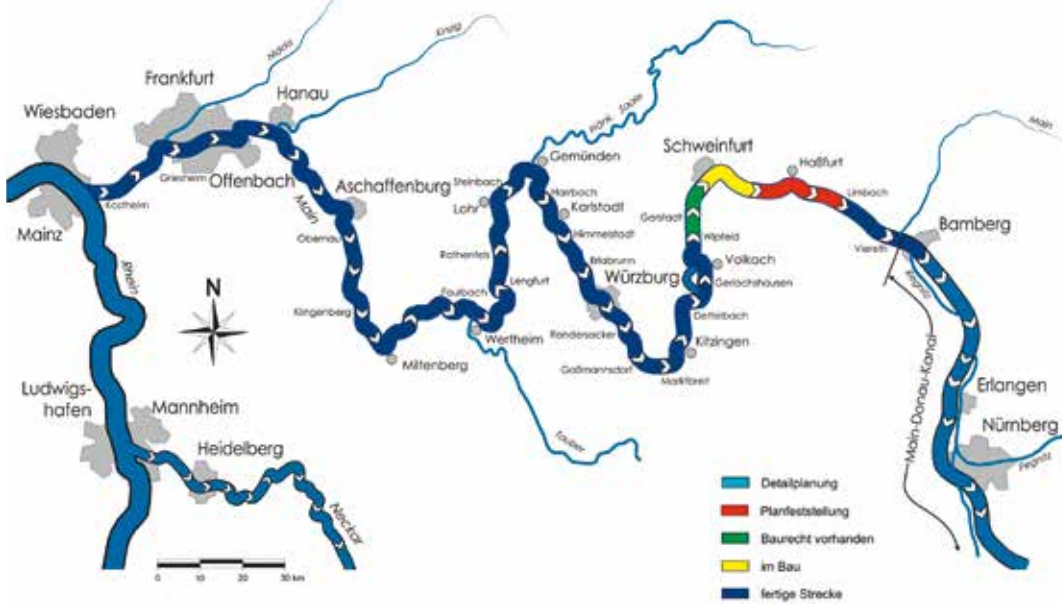 Nidda
Kinzig
Frankfurt
Hanau
Wiesbaden
Griesheim
Offenbach
Kostheim
Mainz
Rhein
Main
Aschaffenburg
Obernau
Klingenberg
Miltenberg
Faulbach
Wertheim
Tauber
Lengfurt
Rothenfels
Lohr
Steinbach
Gemünden
Fränk. Saale
Harrbach
Karlstadt
Himmelstadt
Erlabrunn
Würzburg
Randersacker
Goßmannsdorf
Marktbreit
Kitzingen
Dettelbach
Gerlachshausen
Volkach
Wipfeld
Garstadt
Schweinfurt
Haßfurt
Limbach
Viereth
Main
Bamberg
Regnitz
Main-Donau-Kanal
Erlangen
Nürnberg
Pegnitz
N
Ludwigs-
hafen
Mannheim
Heidelberg
Neckar
0 10 20 30 km
Detailplanung
Planfeststellung
Baurecht vorhanden
im Bau
fertige Strecke